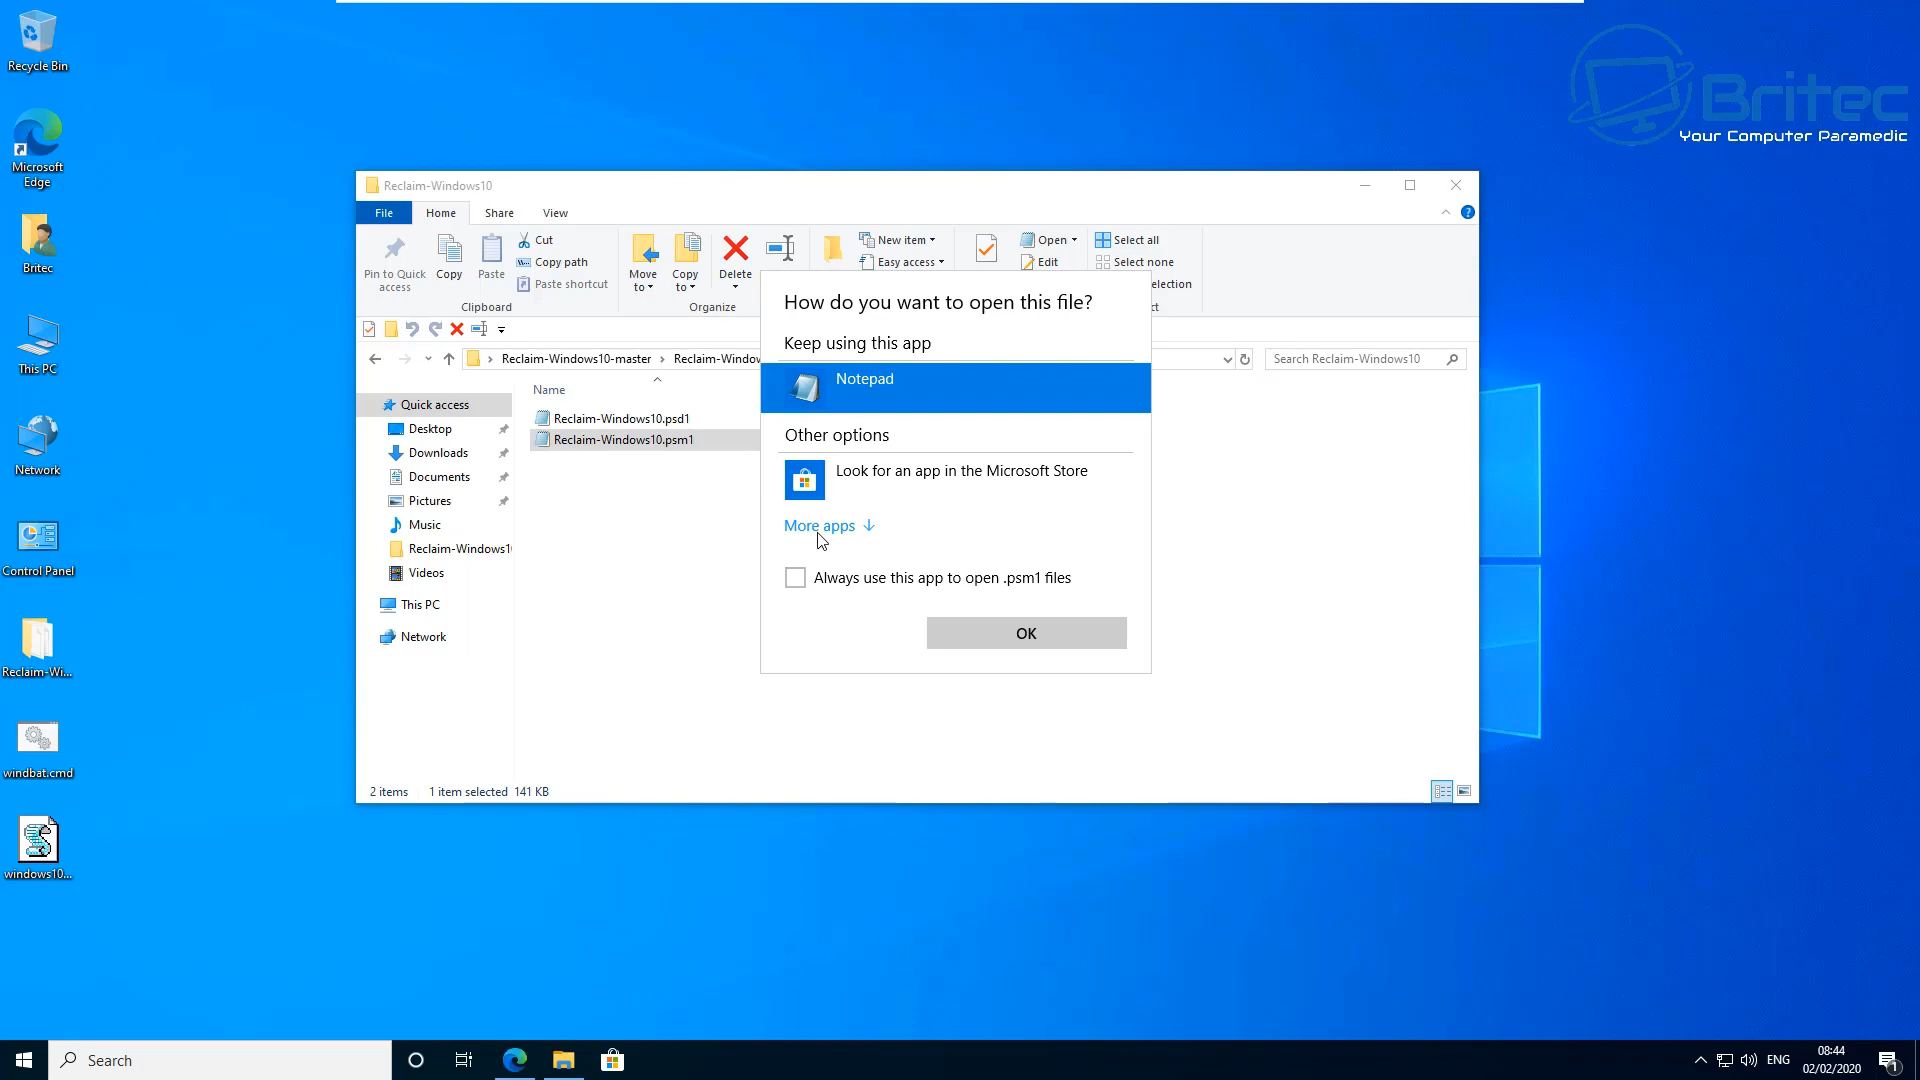 Recycle Bin
Microsoft
Edge
Britec
This PC
Network
Control Panel
Reclaim-Wi...
windbat.cmd
windows10...
Britec
Your Computer Paramedic
Reclaim-Windows10
File
Home
Share
View
Pin to Quick
access
Copy
Paste
Cut
Copy path
Paste shortcut
Clipboard
Move
to
Copy
to
Delete
Organize
New item
Easy access
Open
Edit
Select all
Select none
election
ct
Reclaim-Windows10-master
Reclaim-Windov
Search Reclaim-Windows10
Name
Quick access
Desktop
Downloads
Documents
Pictures
Music
Reclaim-Windows1
Videos
This PC
Network
Reclaim-Windows10.psd1
Reclaim-Windows10.psm1
2 items
1 item selected 141 KB
How do you want to open this file?
Keep using this app
Notepad
Other options
Look for an app in the Microsoft Store
More apps
Always use this app to open .psm1 files
OK
Search
ENG
08:44
02/02/2020
1